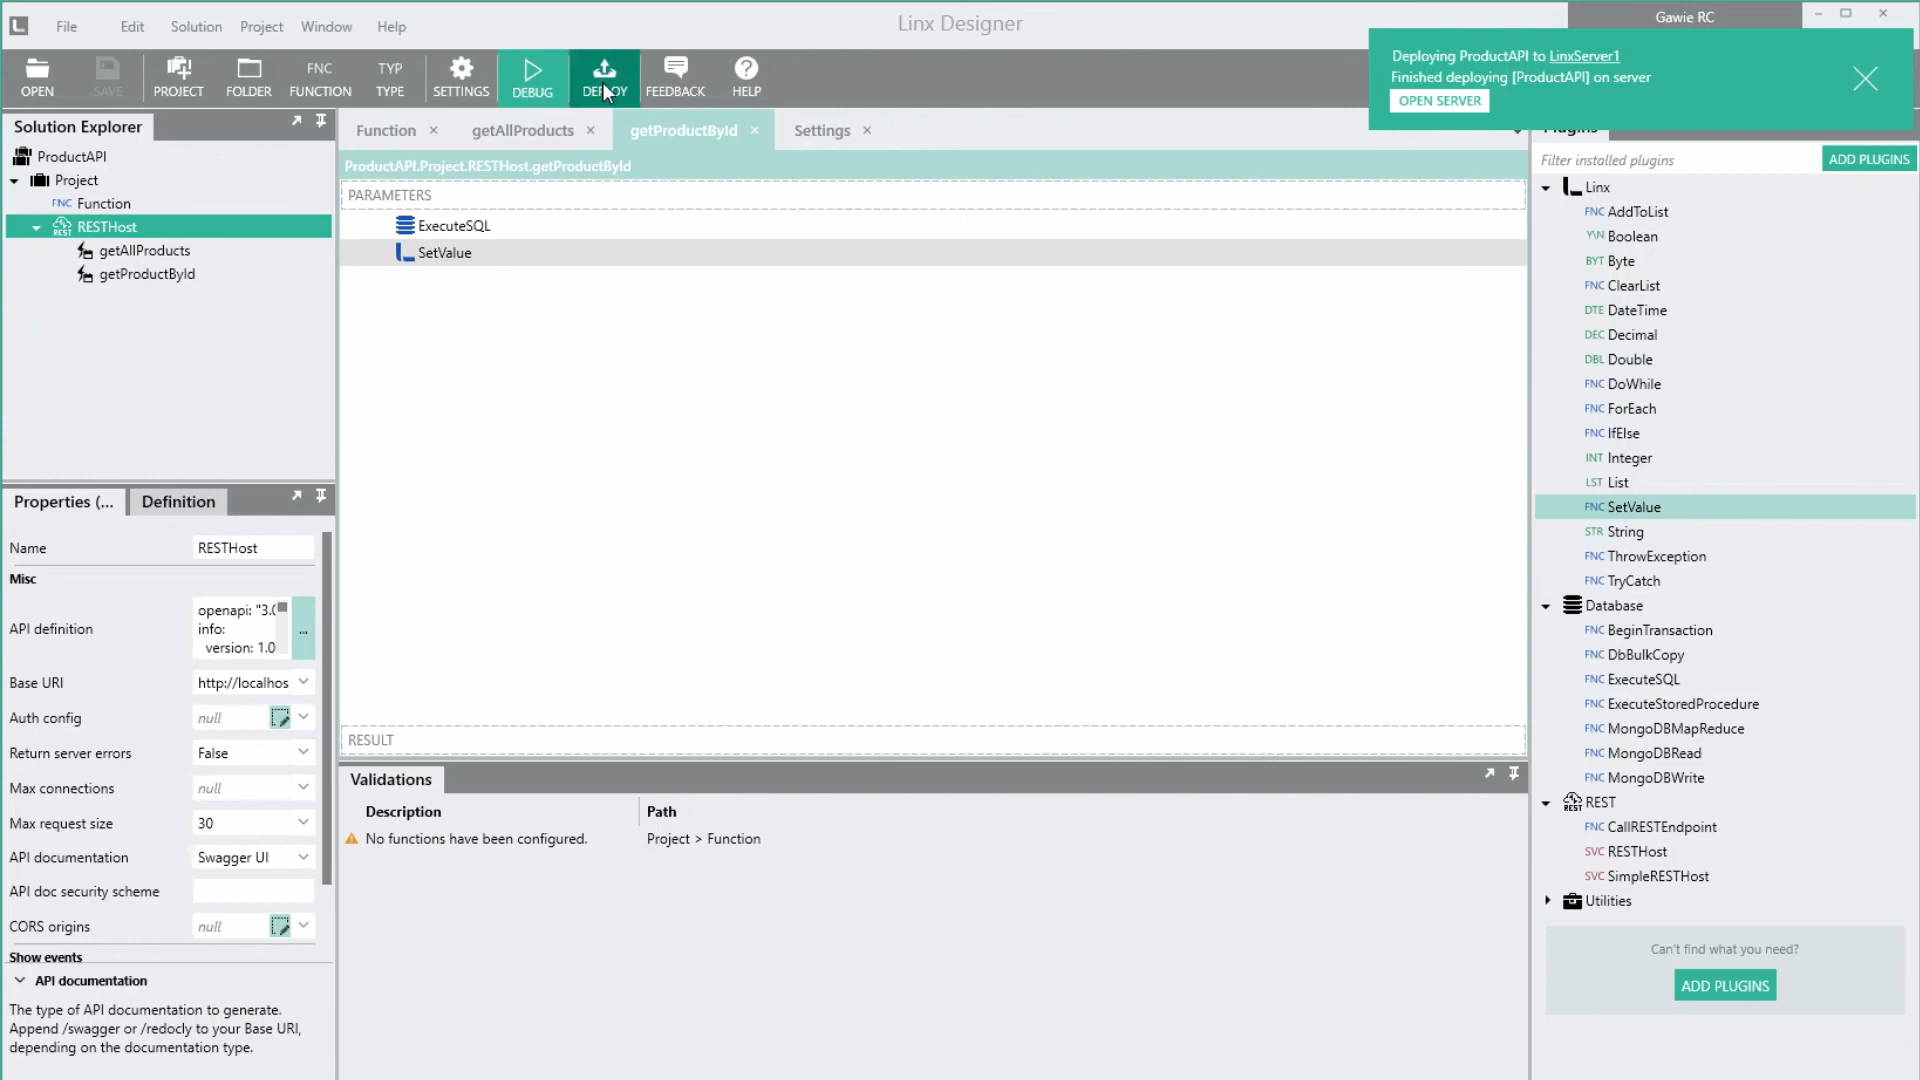 File Edit Solution Project Window Help
Linx Designer
Gawie RC
Deploying ProductAPI to LinxServer1
Finished deploying [ProductAPI] on server
OPEN SERVER
OPEN SAVE PROJECT FOLDER FNC FUNCTION TYP TYPE SETTINGS DEBUG DEPLOY FEEDBACK HELP
Solution Explorer
ProductAPI
Project
FNC Function
REST RESTHost
getAllProducts
getProductById
Function getAllProducts getProductById Settings
ProductAPI.Project.RESTHost.getProductById
PARAMETERS
ExecuteSQL
SetValue
RESULT
Properties (...
Definition
Name RESTHost
Misc
API definition
openapi: "3.0
info:
version: 1.0
...
Base URI http://localhos
Auth config null
Return server errors False
Max connections null
Max request size 30
API documentation Swagger UI
API doc security scheme
CORS origins null
Show events
API documentation
The type of API documentation to generate.
Append /swagger or /redocly to your Base URI,
depending on the documentation type.
Validations
Description Path
No functions have been configured. Project > Function
Plugins
Filter installed plugins
ADD PLUGINS
Linx
FNC AddToList
Y\N Boolean
BYT Byte
FNC ClearList
DTE DateTime
DEC Decimal
DBL Double
FNC DoWhile
FNC ForEach
FNC IfElse
INT Integer
LST List
FNC SetValue
STR String
FNC ThrowException
FNC TryCatch
Database
FNC BeginTransaction
FNC DbBulkCopy
FNC ExecuteSQL
FNC ExecuteStoredProcedure
FNC MongoDBMapReduce
FNC MongoDBRead
FNC MongoDBWrite
REST REST
FNC CallRESTEndpoint
SVC RESTHost
SVC SimpleRESTHost
Utilities
Can't find what you need?
ADD PLUGINS